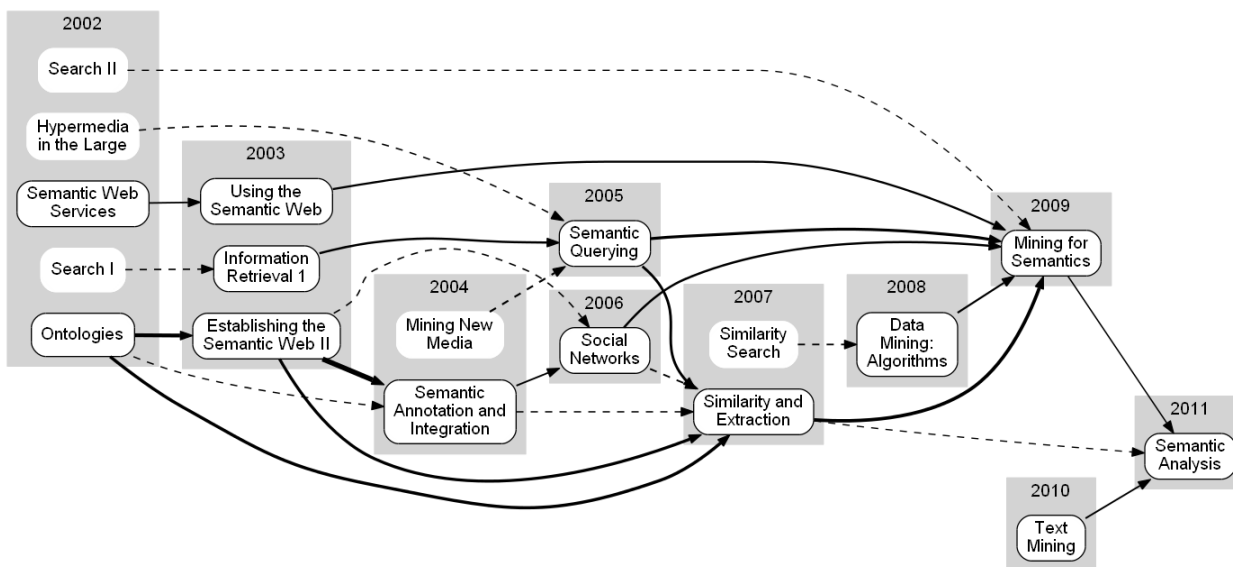 2002
Search II
Hypermedia
in the Large
Semantic Web
Services
Search I
Ontologies
2003
Using the
Semantic Web
Information
Retrieval 1
Establishing the
Semantic Web II
2004
Mining New
Media
Semantic
Annotation and
Integration
2005
Semantic
Querying
2006
Social
Networks
2007
Similarity
Search
Similarity and
Extraction
2008
Data
Mining:
Algorithms
2009
Mining for
Semantics
2010
Text
Mining
2011
Semantic
Analysis